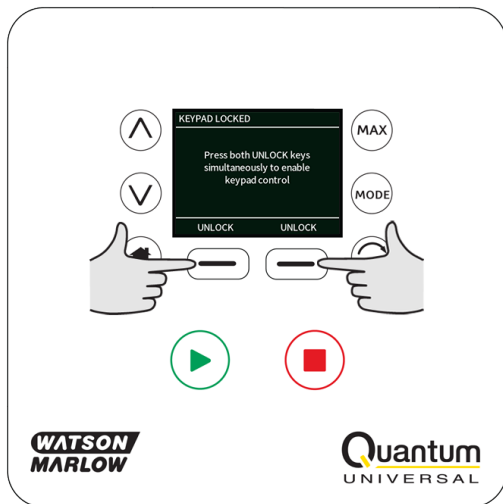 KEYPAD LOCKED
MAX
Press both UNLOCK keys
simultaneously to enable
keypad control
MODE
UNLOCK UNLOCK
WATSON
MARLOW
Quantum
UNIVERSAL